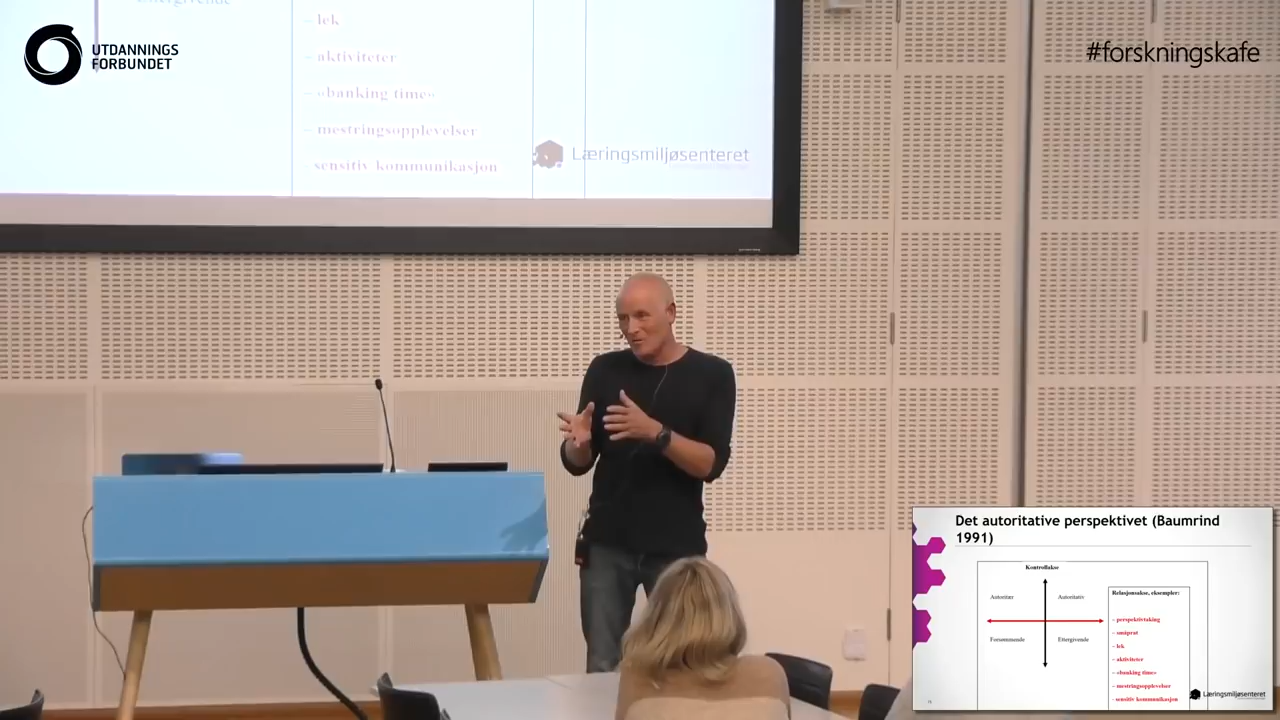 UTDANNINGS
FORBUNDET
#forskningskafe
Ettergivende
– lek
– aktiviteter
– «banking time»
– mestringsopplevelser
sensitiv kommunikasjon
Læringsmiljøsenteret
Det autoritative perspektivet (Baumrind
1991)
Kontrollakse
Autoritær
Autoritativ
Forsømmende
Ettergivende
Relasjonsakse, eksempler:
– perspektivtaking
– småprat
– lek
– aktiviteter
– «banking time»
– mestringsopplevelser
– sensitiv kommunikasjon
Læringsmiljøsenteret